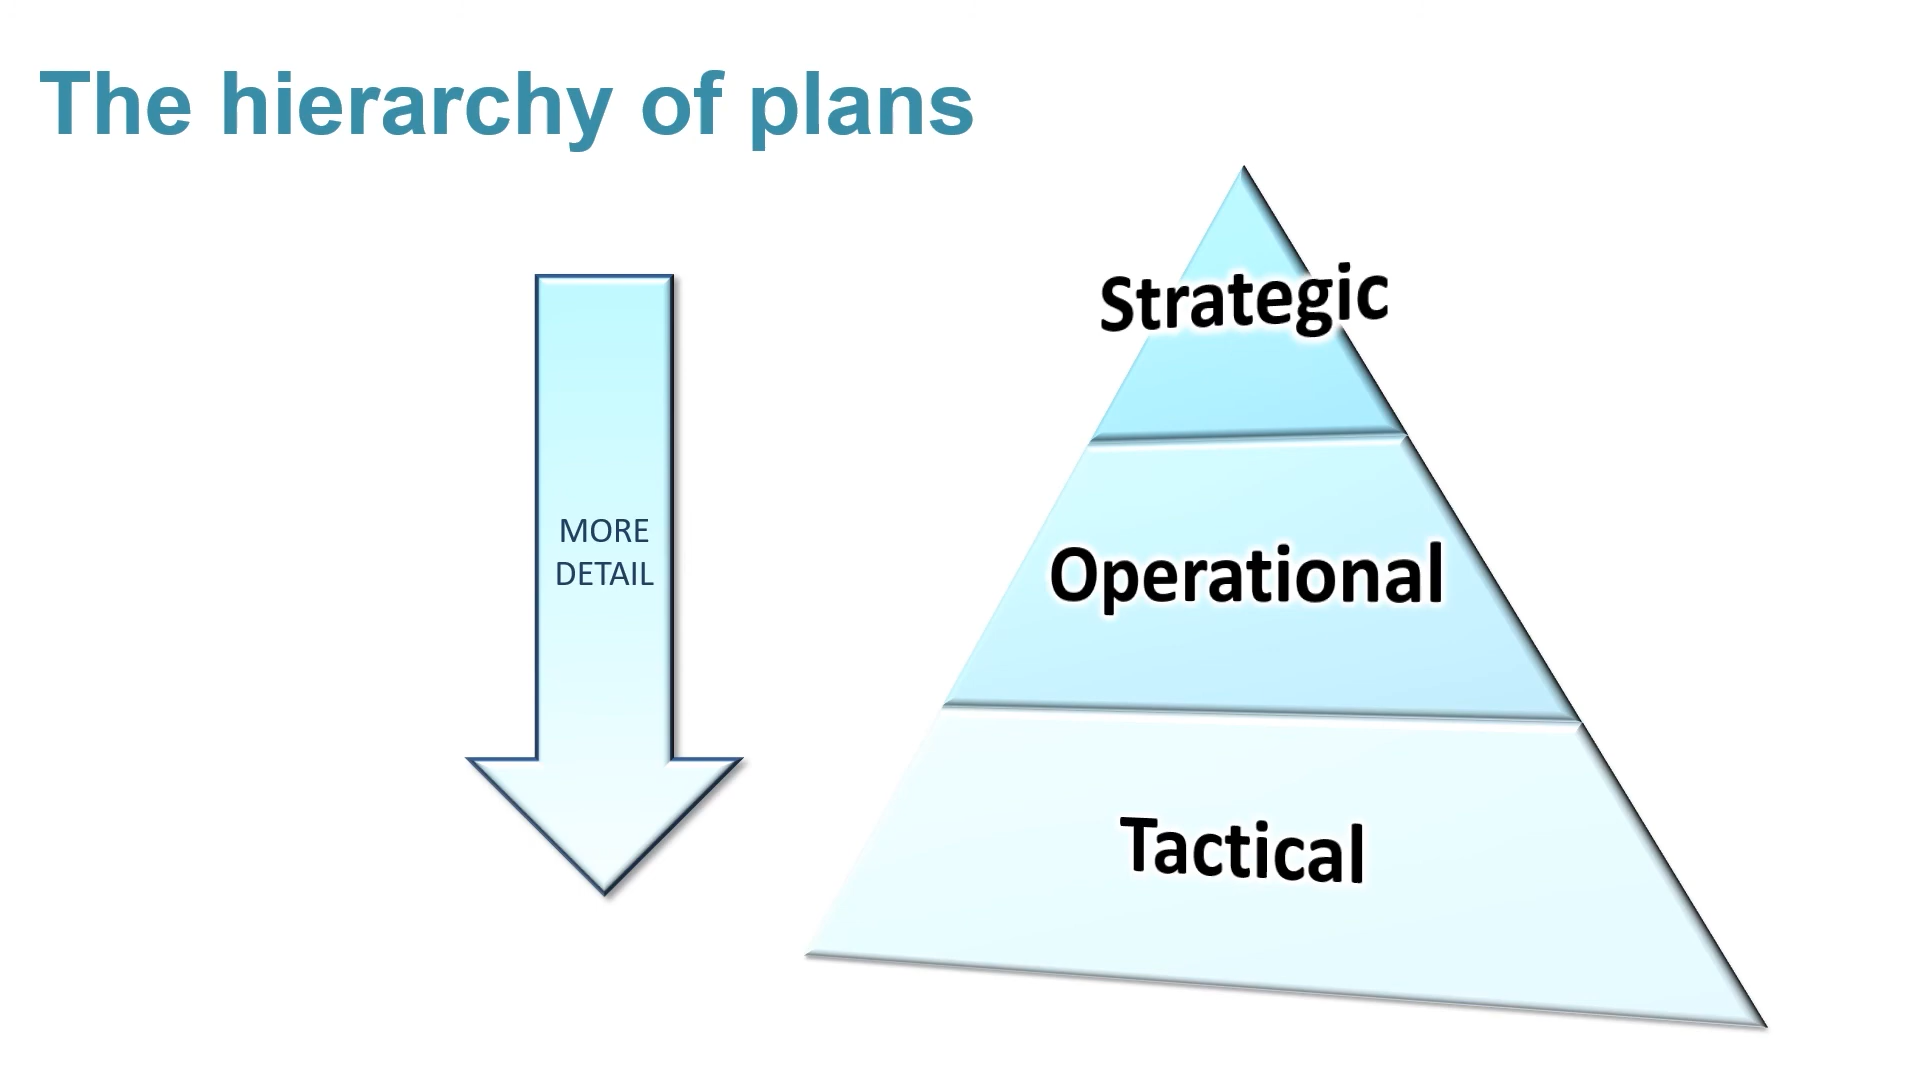 The hierarchy of plans
MORE
DETAIL
Strategic
Operational
Tactical